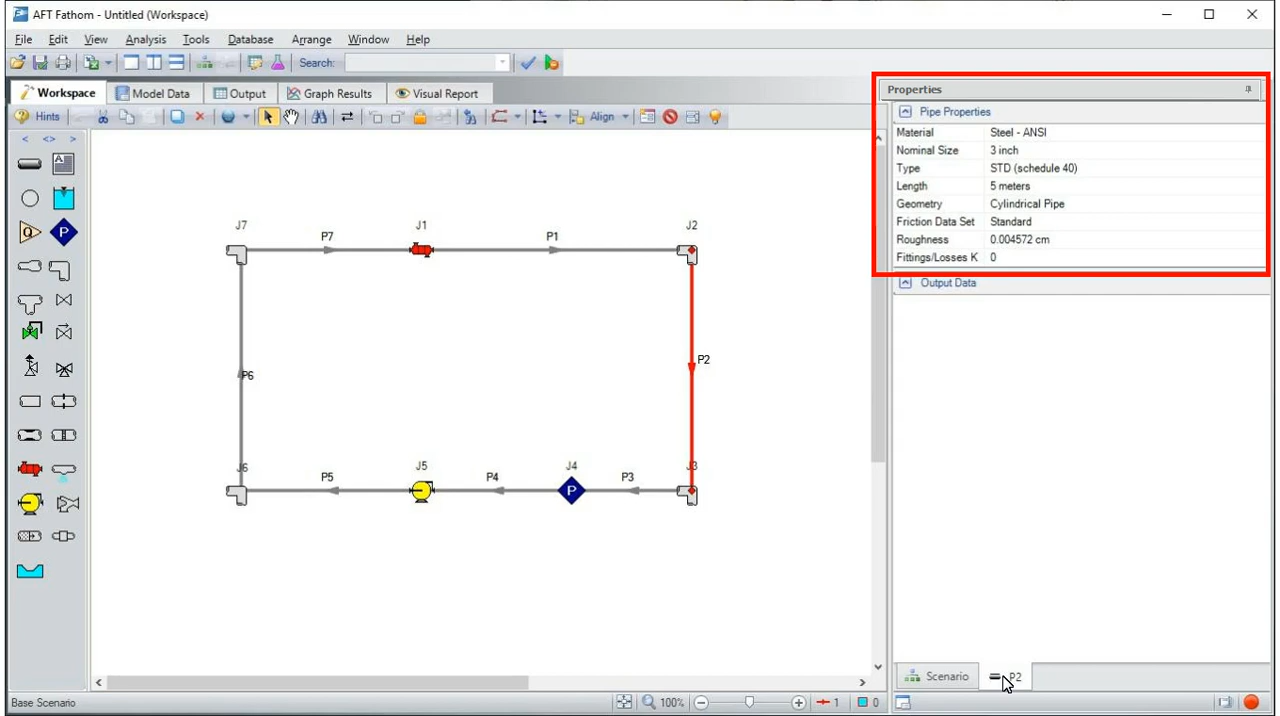 AFT Fathom - Untitled (Workspace)
File Edit View Analysis Tools Database Arrange Window Help
Search:
Workspace Model Data Output Graph Results Visual Report
Hints Align
Properties
Pipe Properties
Material Steel - ANSI
Nominal Size 3 inch
Type STD (schedule 40)
Length 5 meters
Geometry Cylindrical Pipe
Friction Data Set Standard
Roughness 0.004572 cm
Fittings/Losses K 0
Output Data
< <> >
A
P
J7 J1 J2
P7 P1
P2
P6
J6 J5 J4 J3
P5 P4 P3
P
Scenario P2
Base Scenario 100% 1 0